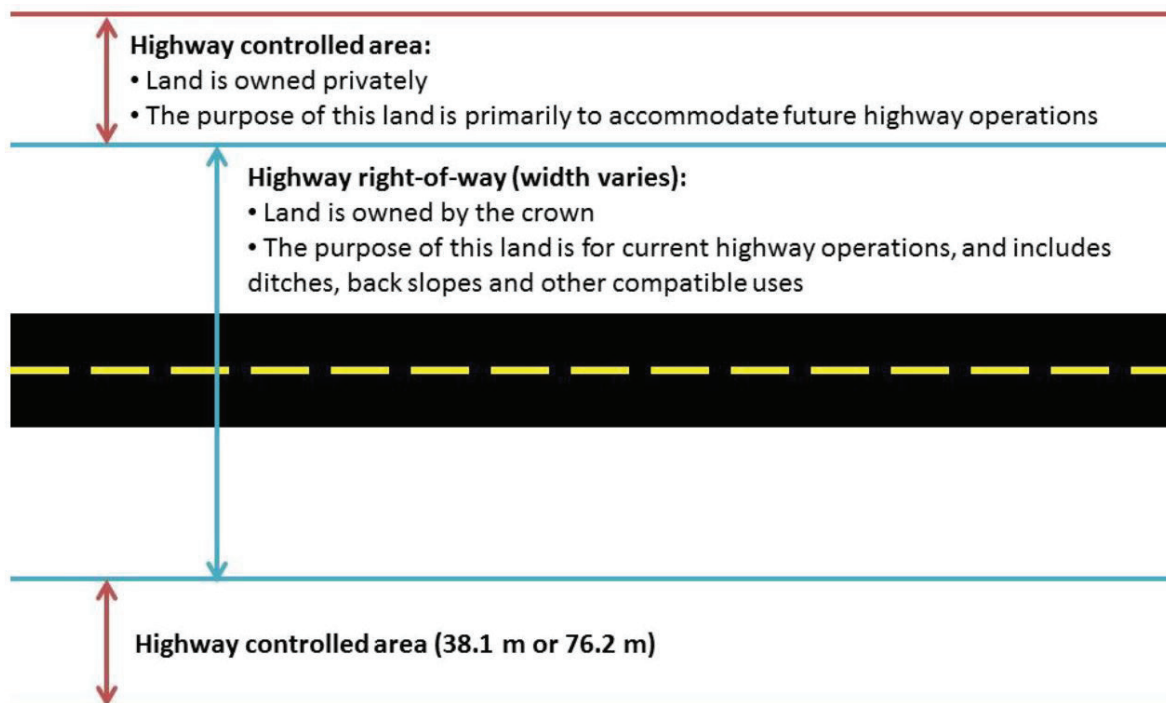 Highway controlled area:
• Land is owned privately
• The purpose of this land is primarily to accommodate future highway operations
Highway right-of-way (width varies):
• Land is owned by the crown
• The purpose of this land is for current highway operations, and includes
ditches, back slopes and other compatible uses
Highway controlled area (38.1 m or 76.2 m)